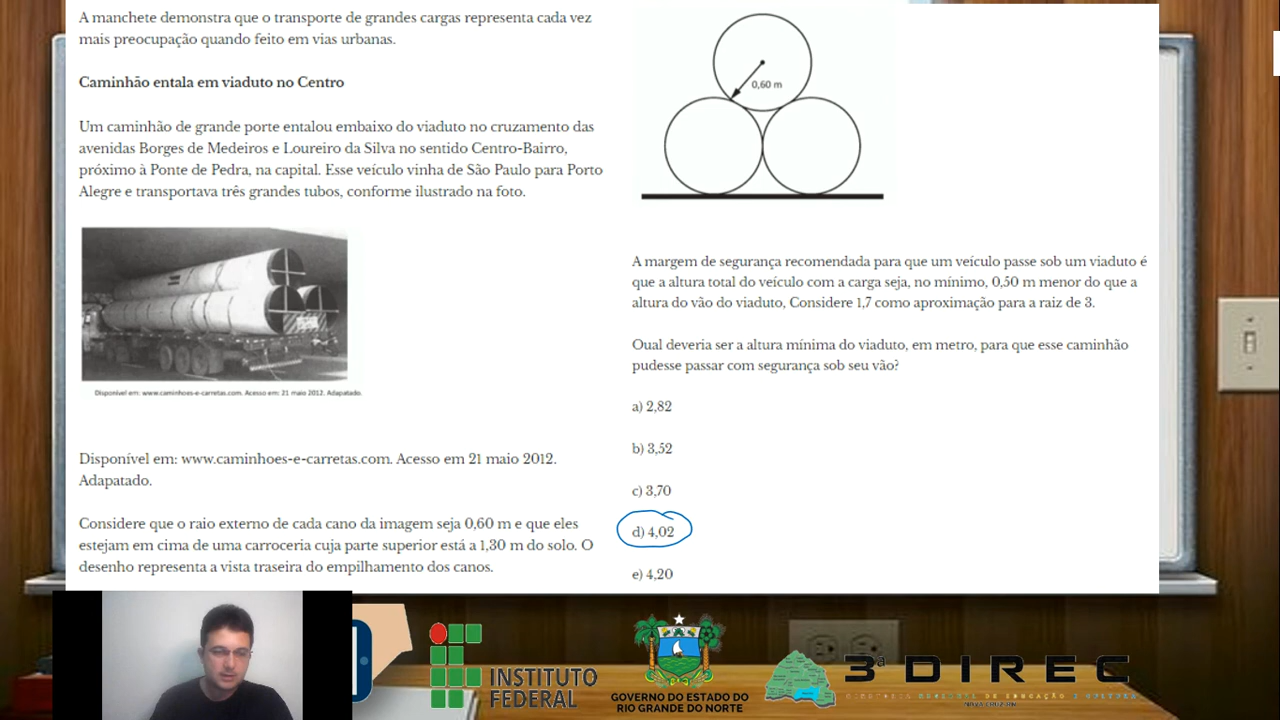 A manchete demonstra que o transporte de grandes cargas representa cada vez
mais preocupação quando feito em vias urbanas.
Caminhão entala em viaduto no Centro
Um caminhão de grande porte entalou embaixo do viaduto no cruzamento das
avenidas Borges de Medeiros e Loureiro da Silva no sentido Centro-Bairro,
próximo à Ponte de Pedra, na capital. Esse veículo vinha de São Paulo para Porto
Alegre e transportava três grandes tubos, conforme ilustrado na foto.
Disponível em: www.caminhoes-e-carretas.com. Acesso em: 21 maio 2012. Adapatado.
Disponível em: www.caminhoes-e-carretas.com. Acesso em 21 maio 2012.
Adapatado.
Considere que o raio externo de cada cano da imagem seja 0,60 m e que eles
estejam em cima de uma carroceria cuja parte superior está a 1,30 m do solo. O
desenho representa a vista traseira do empilhamento dos canos.
0,60 m
A margem de segurança recomendada para que um veículo passe sob um viaduto é
que a altura total do veículo com a carga seja, no mínimo, 0,50 m menor do que a
altura do vão do viaduto, Considere 1,7 como aproximação para a raiz de 3.
Qual deveria ser a altura mínima do viaduto, em metro, para que esse caminhão
pudesse passar com segurança sob seu vão?
a) 2,82
b) 3,52
c) 3,70
d) 4,02
e) 4,20
INSTITUTO
FEDERAL
GOVERNO DO ESTADO DO
RIO GRANDE DO NORTE
3ª DIREC
DIRETORIA REGIONAL DE EDUCAÇÃO E CULTURA
NOVA CRUZ-RN